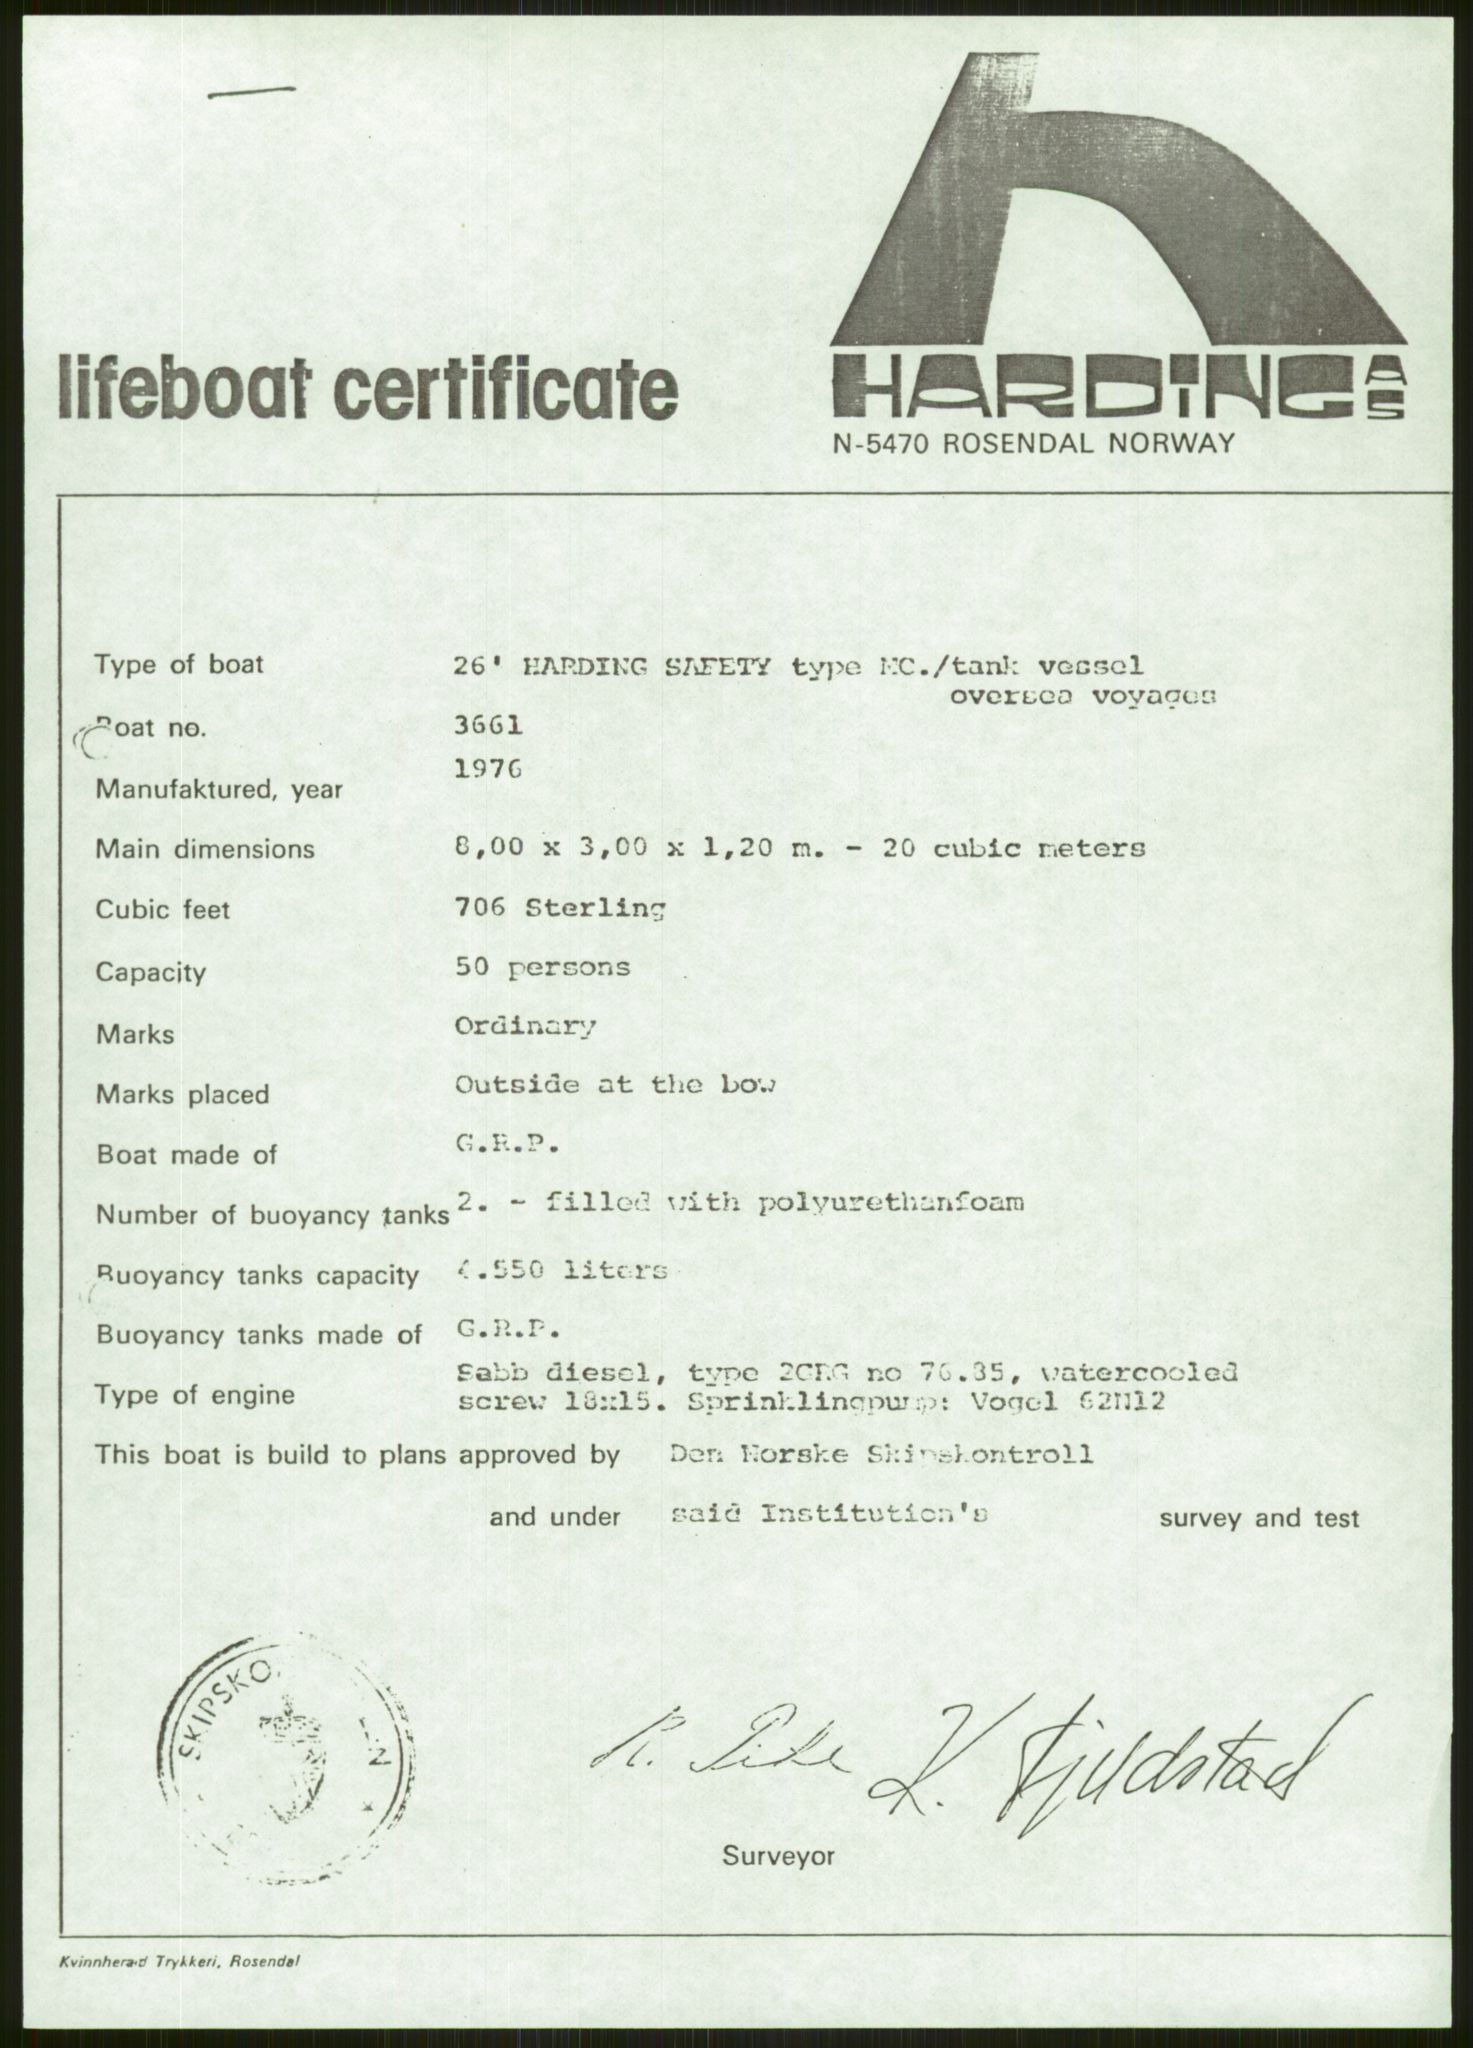 HARDING AS
N-5470 ROSENDAL NORWAY
lifeboat certificate
Type of boat 26' HARDING SAFETY type MC./tank vessel
oversea voyages
Boat no. 3661
Manufaktured, year 1976
Main dimensions 8,00 x 3,00 x 1,20 m. - 20 cubic meters
Cubic feet 706 Sterling
Capacity 50 persons
Marks Ordinary
Marks placed Outside at the bow
Boat made of G.R.P.
Number of buoyancy tanks 2. - filled with polyurethanfoam
Buoyancy tanks capacity 4.550 liters
Buoyancy tanks made of G.R.P.
Sabb diesel, type no 76.85, watercooled
Type of engine screw 18x15. Sprinklingpump: Vogel
This boat is build to plans approved by Den Norske Skipskontroll
and under said Institution's survey and test
SKIPSKO
R. K.
Surveyor
Kvinnherad Trykkeri, Rosendal